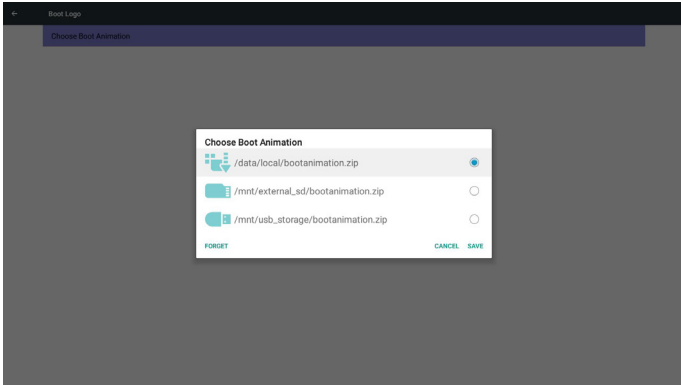 Boot Logo
Choose Boot Animation
Choose Boot Animation
/data/local/bootanimation.zip
/mnt/external_sd/bootanimation.zip
/mnt/usb_storage/bootanimation.zip
FORGET CANCEL SAVE